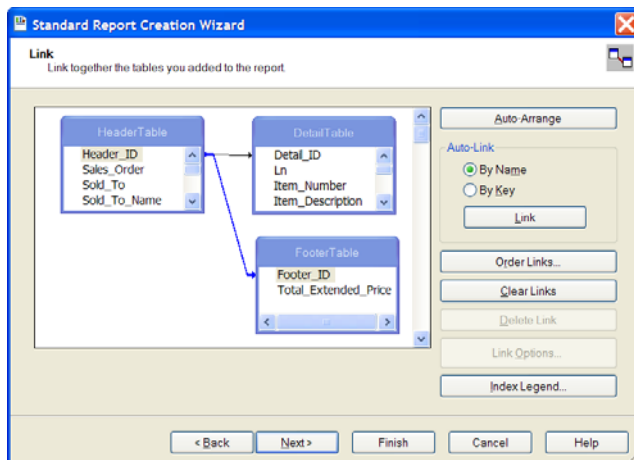 Standard Report Creation Wizard
Link
Link together the tables you added to the report.
HeaderTable
Header_ID
Sales_Order
Sold_To
Sold_To_Name
DetailTable
Detail_ID
Ln
Item_Number
Item_Description
FooterTable
Footer_ID
Total_Extended_Price
Auto-Arrange
Auto-Link
By Name
By Key
Link
Order Links...
Clear Links
Delete Link
Link Options...
Index Legend...
< Back
Next >
Finish
Cancel
Help